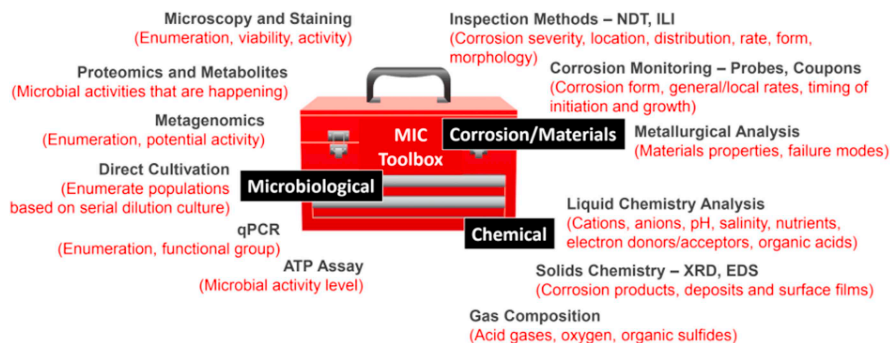 Microscopy and Staining
(Enumeration, viability, activity)
Proteomics and Metabolites
(Microbial activities that are happening)
Metagenomics
(Enumeration, potential activity)
Direct Cultivation
(Enumerate populations
based on serial dilution culture)
qPCR
(Enumeration, functional group)
ATP Assay
(Microbial activity level)
MIC
Toolbox
Microbiological
Corrosion/Materials
Chemical
Inspection Methods – NDT, ILI
(Corrosion severity, location, distribution, rate, form,
morphology)
Corrosion Monitoring – Probes, Coupons
(Corrosion form, general/local rates, timing of
initiation and growth)
Metallurgical Analysis
(Materials properties, failure modes)
Liquid Chemistry Analysis
(Cations, anions, pH, salinity, nutrients,
electron donors/acceptors, organic acids)
Solids Chemistry – XRD, EDS
(Corrosion products, deposits and surface films)
Gas Composition
(Acid gases, oxygen, organic sulfides)